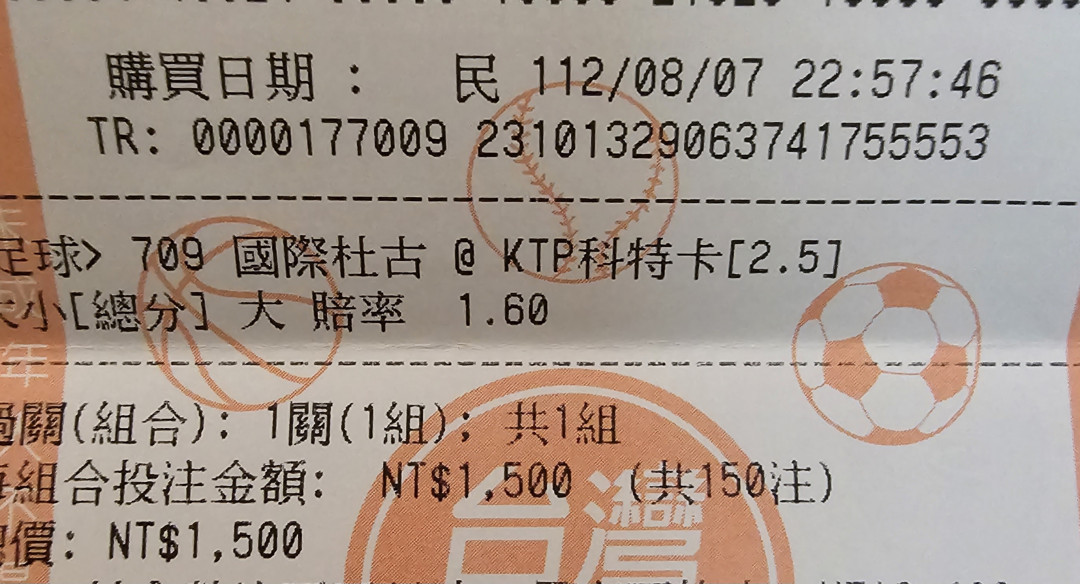 購買日期： 民 112/08/07 22:57:46
TR: 0000177009 231013290637417555553
足球> 709 國際杜古 @ KTP科特卡[2.5]
大小[總分] 大 賠率 1.60
過關(組合): 1關(1組); 共1組
每組合投注金額: NT$1,500 (共150注)
總價: NT$1,500
台灣